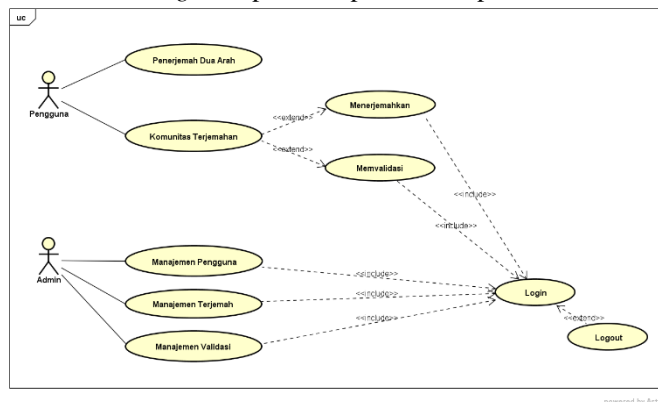 uc
Penerjemah Dua Arah
Pengguna
Menerjemahkan
<<extend>>
Komunitas Terjemahan
<<extend>>
Memvalidasi
<<include>>
<<include>>
Admin
Manajemen Pengguna
<<include>>
Manajemen Terjemah
<<include>>
Login
<<include>>
Manajemen Validasi
<<extend>>
Logout